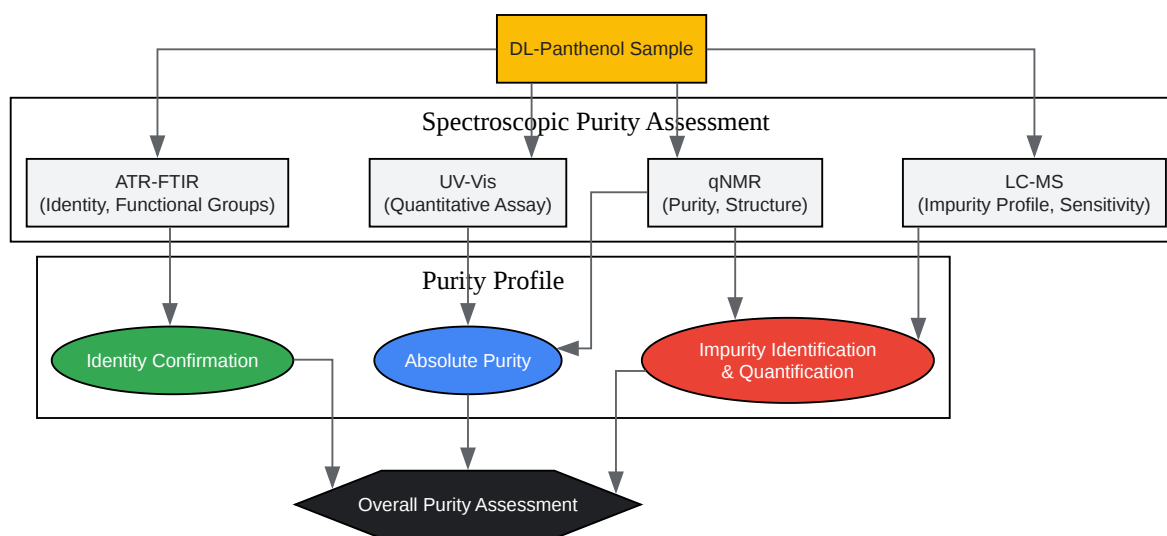 DL-Panthenol Sample
Spectroscopic Purity Assessment
ATR-FTIR
(Identity, Functional Groups)
UV-Vis
(Quantitative Assay)
qNMR
(Purity, Structure)
LC-MS
(Impurity Profile, Sensitivity)
Purity Profile
Identity Confirmation
Absolute Purity
Impurity Identification
& Quantification
Overall Purity Assessment